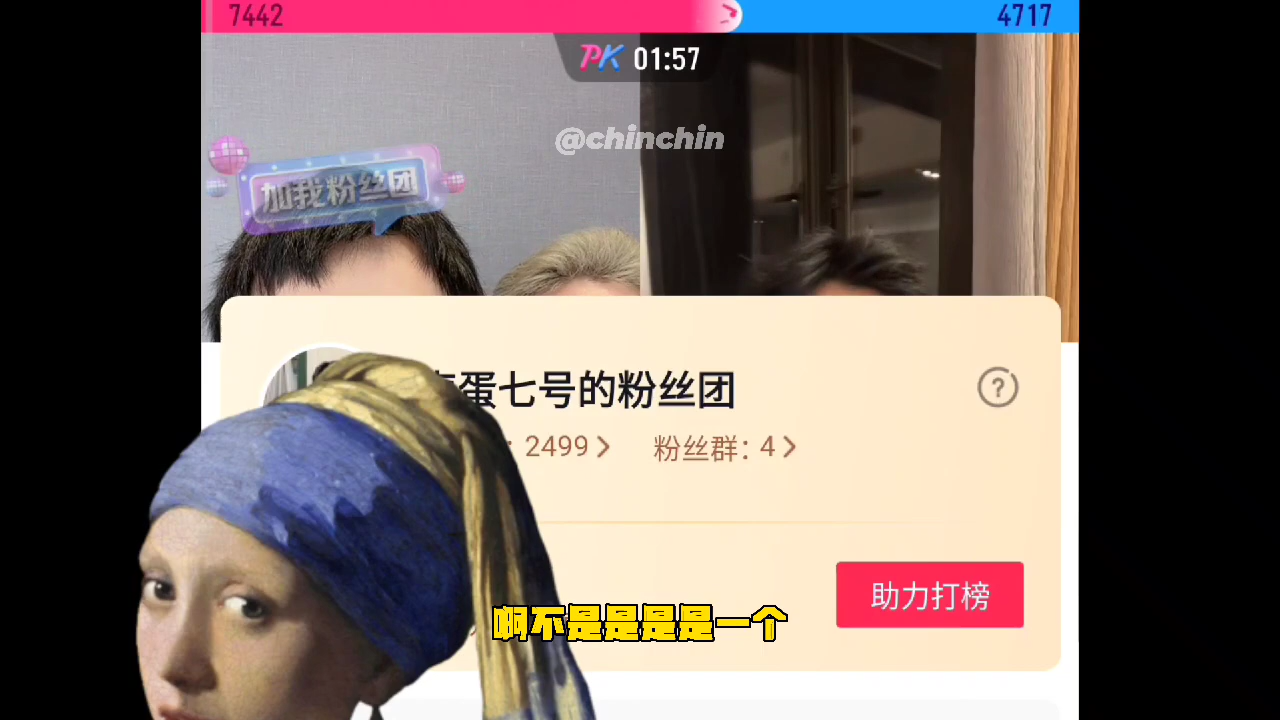 7442
4717
PK 01:57
@chinchin
加我粉丝团
蛋七号的粉丝团
: 2499
粉丝群: 4
助力打榜
啊不是是是是一个